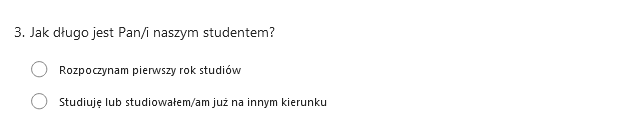 3. Jak długo jest Pan/i naszym studentem?
Rozpoczynam pierwszy rok studiów
Studiuję lub studiowałem/am już na innym kierunku